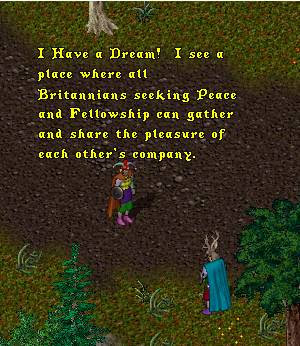 I Have a Dream!  I see a
place where all
Britannians seeking Peace
and Fellowship can gather
and share the pleasure of
each other's company.